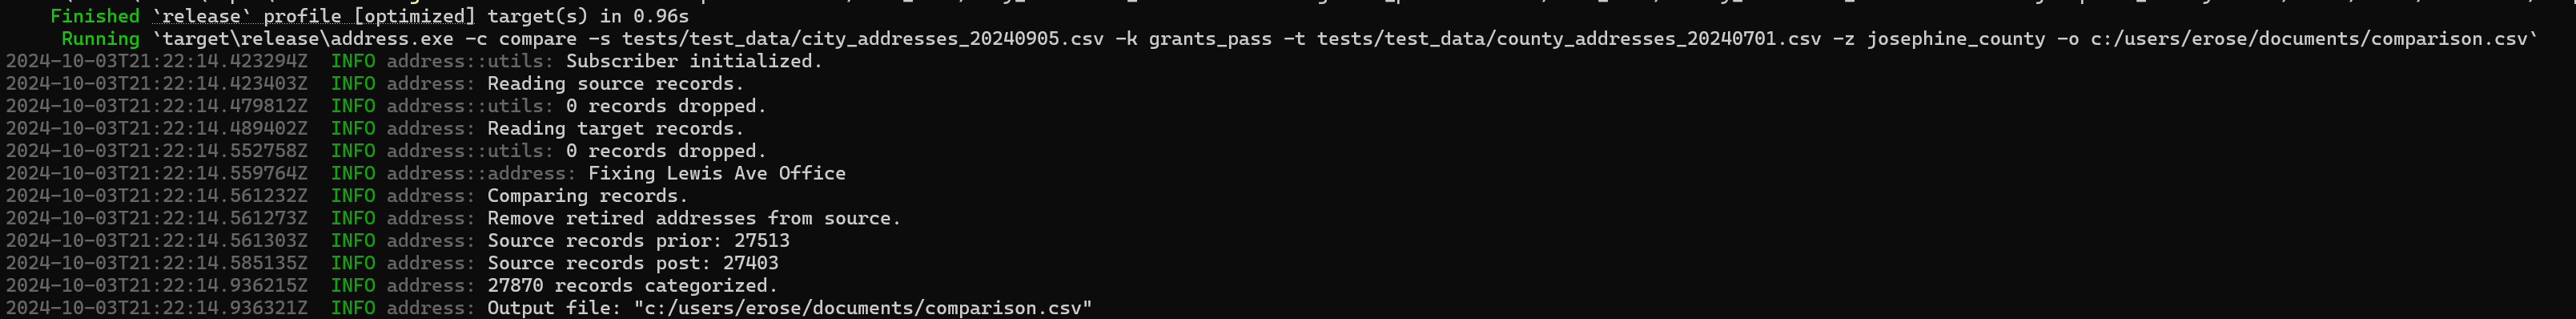 Finished `release` profile [optimized] target(s) in 0.96s
Running `target\release\address.exe -c compare -s tests/test_data/city_addresses_20240905.csv -k grants_pass -t tests/test_data/county_addresses_20240701.csv -z josephine_county -o c:/users/erose/documents/comparison.csv`
2024-10-03T21:22:14.423294Z  INFO address::utils: Subscriber initialized.
2024-10-03T21:22:14.423403Z  INFO address: Reading source records.
2024-10-03T21:22:14.479812Z  INFO address::utils: 0 records dropped.
2024-10-03T21:22:14.489402Z  INFO address: Reading target records.
2024-10-03T21:22:14.552758Z  INFO address::utils: 0 records dropped.
2024-10-03T21:22:14.559764Z  INFO address::address: Fixing Lewis Ave Office
2024-10-03T21:22:14.561232Z  INFO address: Comparing records.
2024-10-03T21:22:14.561273Z  INFO address: Remove retired addresses from source.
2024-10-03T21:22:14.561303Z  INFO address: Source records prior: 27513
2024-10-03T21:22:14.585135Z  INFO address: Source records post: 27403
2024-10-03T21:22:14.936215Z  INFO address: 27870 records categorized.
2024-10-03T21:22:14.936321Z  INFO address: Output file: "c:/users/erose/documents/comparison.csv"